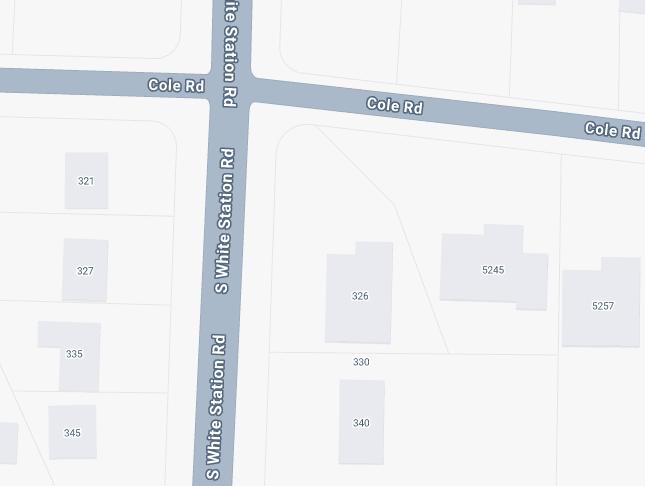 ite Station Rd
Cole Rd
Cole Rd
Cole Rd
S White Station Rd
321
327
326
5245
5257
335
330
S White Station Rd
340
345